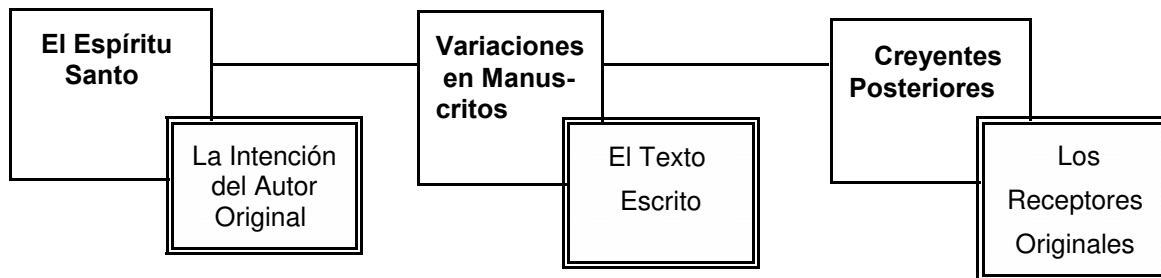 El Espíritu
Santo
La Intención
del Autor
Original
Variaciones
en Manus-
critos
El Texto
Escrito
Creyentes
Posteriores
Los
Receptores
Originales